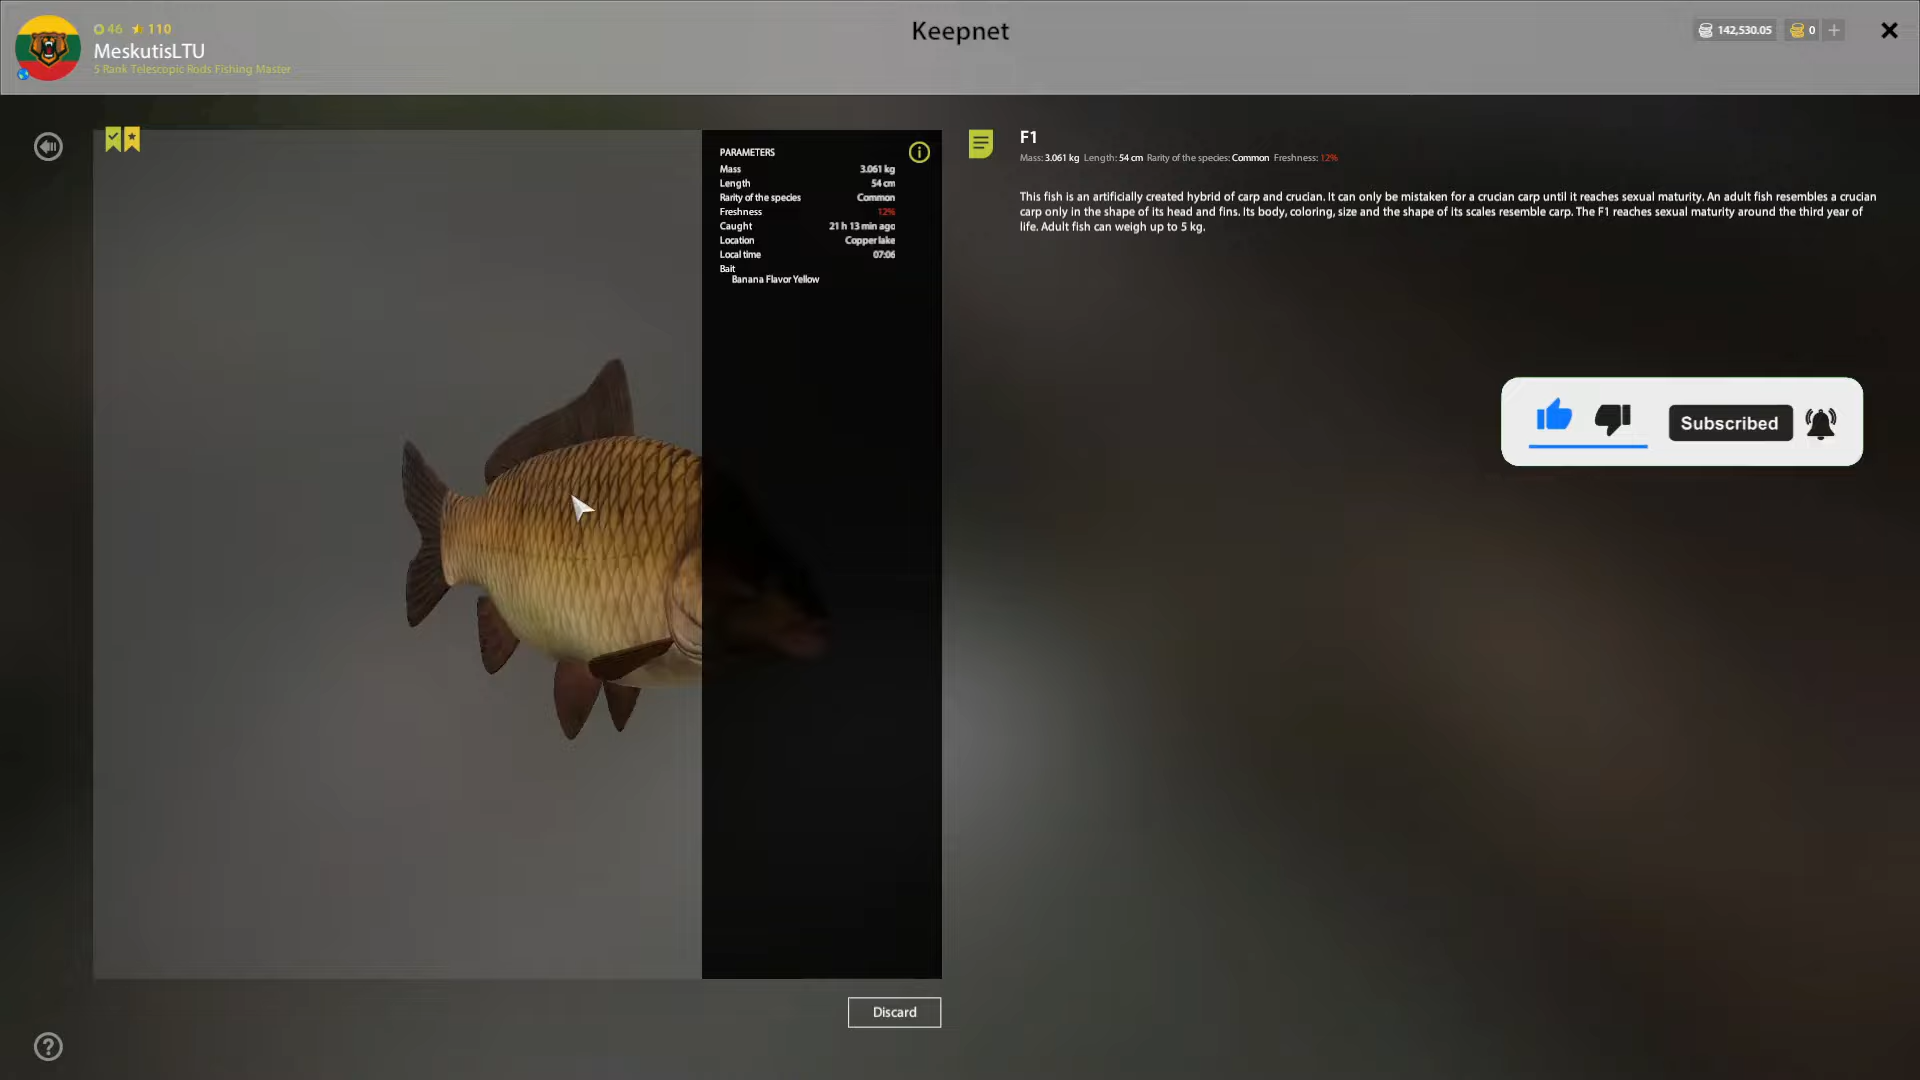 46 110
MeskutisLTU
5 Rank Telescopic Rods Fishing Master
Keepnet
142,530.05 0 +
PARAMETERS
Mass 3.061 kg
Length 54 cm
Rarity of the species Common
Freshness 12%
Caught 21 h 13 min ago
Location Copper lake
Local time 07:06
Bait
Banana Flavor Yellow
F1
Mass: 3.061 kg Length: 54 cm Rarity of the species: Common Freshness: 12%
This fish is an artificially created hybrid of carp and crucian. It can only be mistaken for a crucian carp until it reaches sexual maturity. An adult fish resembles a crucian
carp only in the shape of its head and fins. Its body, coloring, size and the shape of its scales resemble carp. The F1 reaches sexual maturity around the third year of
life. Adult fish can weigh up to 5 kg.
Subscribed
Discard
?